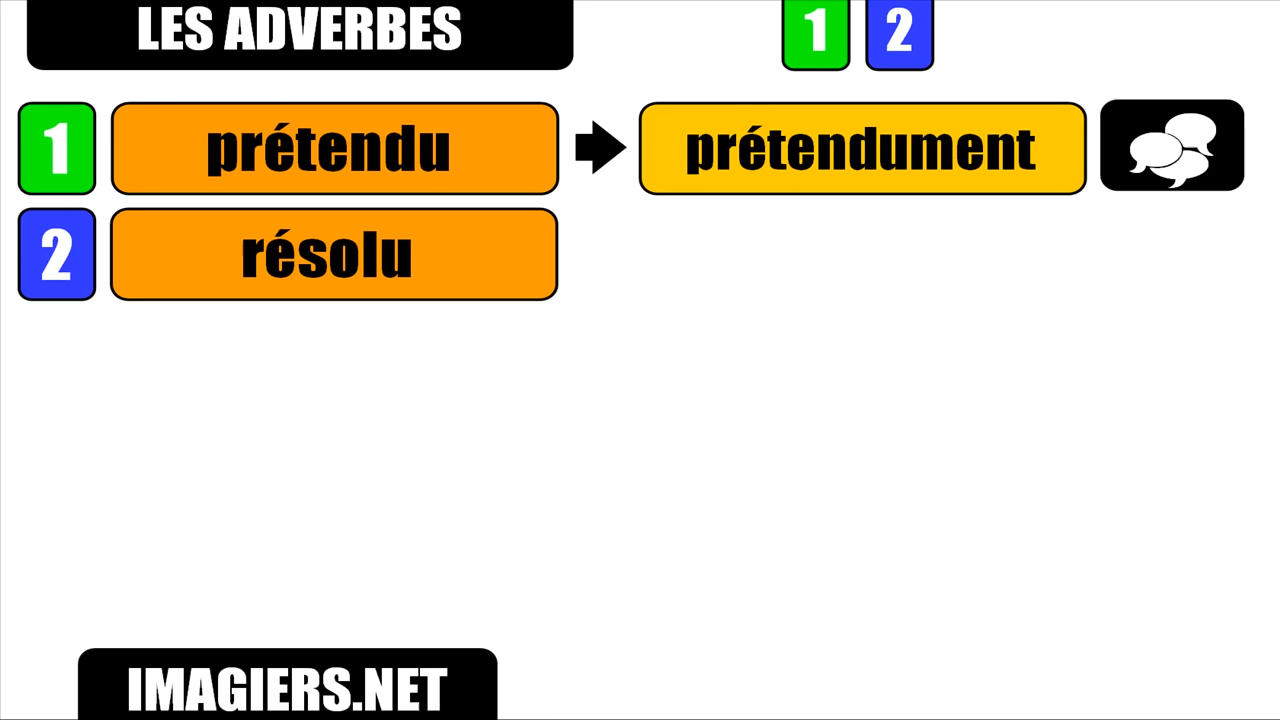 LES ADVERBES
1 2
1 prétendu prétendument
2 résolu
IMAGIERS.NET